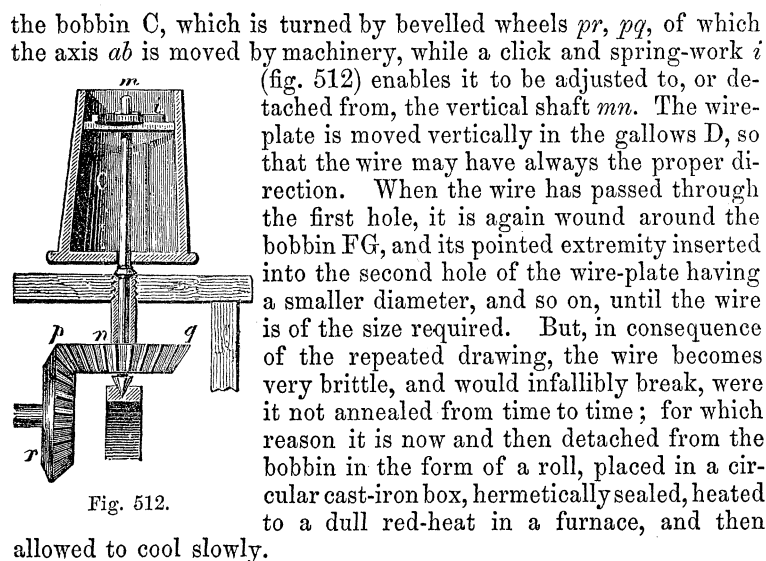 the bobbin C, which is turned by bevelled wheels pr, pq, of which
the axis ab is moved by machinery, while a click and spring-work i
(fig. 512) enables it to be adjusted to, or de-
tached from, the vertical shaft mn. The wire-
plate is moved vertically in the gallows D, so
that the wire may have always the proper di-
rection. When the wire has passed through
the first hole, it is again wound around the
bobbin FG, and its pointed extremity inserted
into the second hole of the wire-plate having
a smaller diameter, and so on, until the wire
is of the size required. But, in consequence
of the repeated drawing, the wire becomes
very brittle, and would infallibly break, were
it not annealed from time to time; for which
reason it is now and then detached from the
bobbin in the form of a roll, placed in a cir-
cular cast-iron box, hermetically sealed, heated
to a dull red-heat in a furnace, and then
allowed to cool slowly.
m
i
C
p n q
r
Fig. 512.